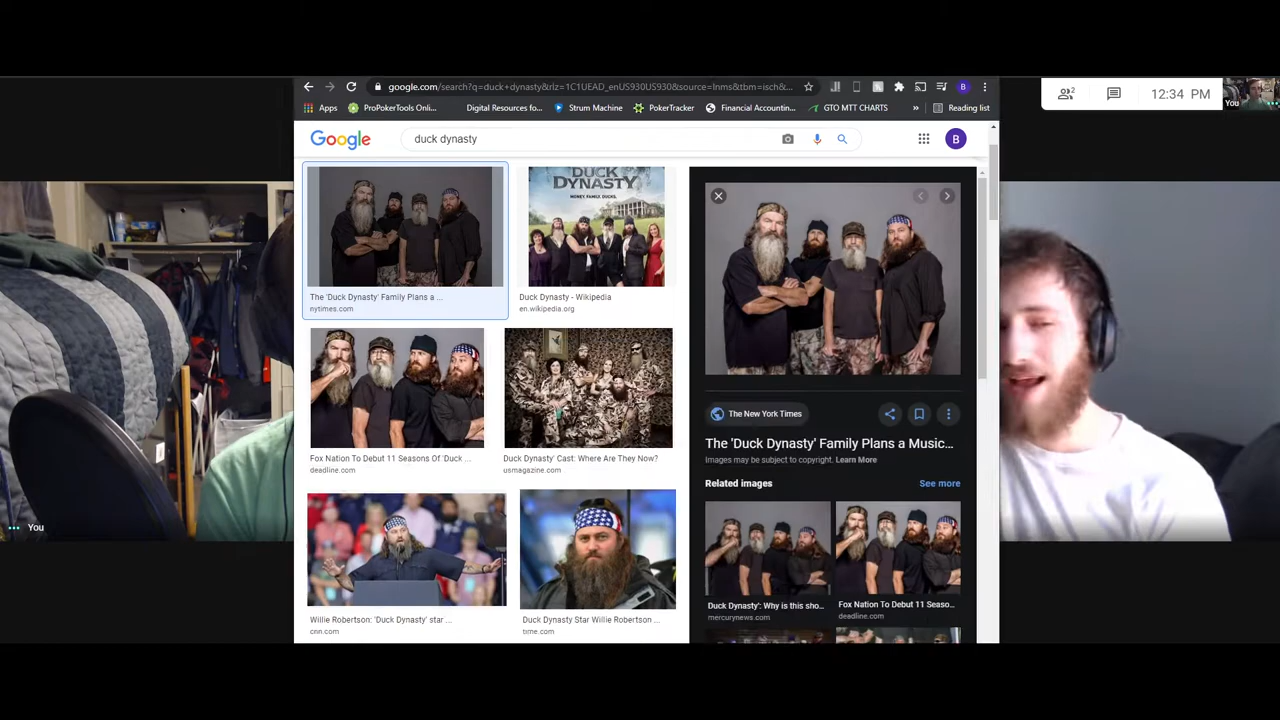 google.com/search?q=duck+dynasty&rlz=1C1UEAD_enUS930US930&source=lnms&tbm=isch&...
Apps
ProPokerTools Onli...
Digital Resources fo...
Strum Machine
PokerTracker
Financial Accountin...
GTO MTT CHARTS
»
Reading list
2
12:34 PM
You
Google
duck dynasty
B
B
DUCK
DYNASTY
MONEY. FAMILY. DUCKS.
The 'Duck Dynasty' Family Plans a ...
nytimes.com
Duck Dynasty - Wikipedia
en.wikipedia.org
Fox Nation To Debut 11 Seasons Of 'Duck ...
deadline.com
Duck Dynasty' Cast: Where Are They Now?
usmagazine.com
Willie Robertson: 'Duck Dynasty' star ...
cnn.com
Duck Dynasty Star Willie Robertson ...
time.com
The New York Times
The 'Duck Dynasty' Family Plans a Music...
Images may be subject to copyright. Learn More
Related images
See more
Duck Dynasty': Why is this sho...
mercurynews.com
Fox Nation To Debut 11 Seaso...
deadline.com
You